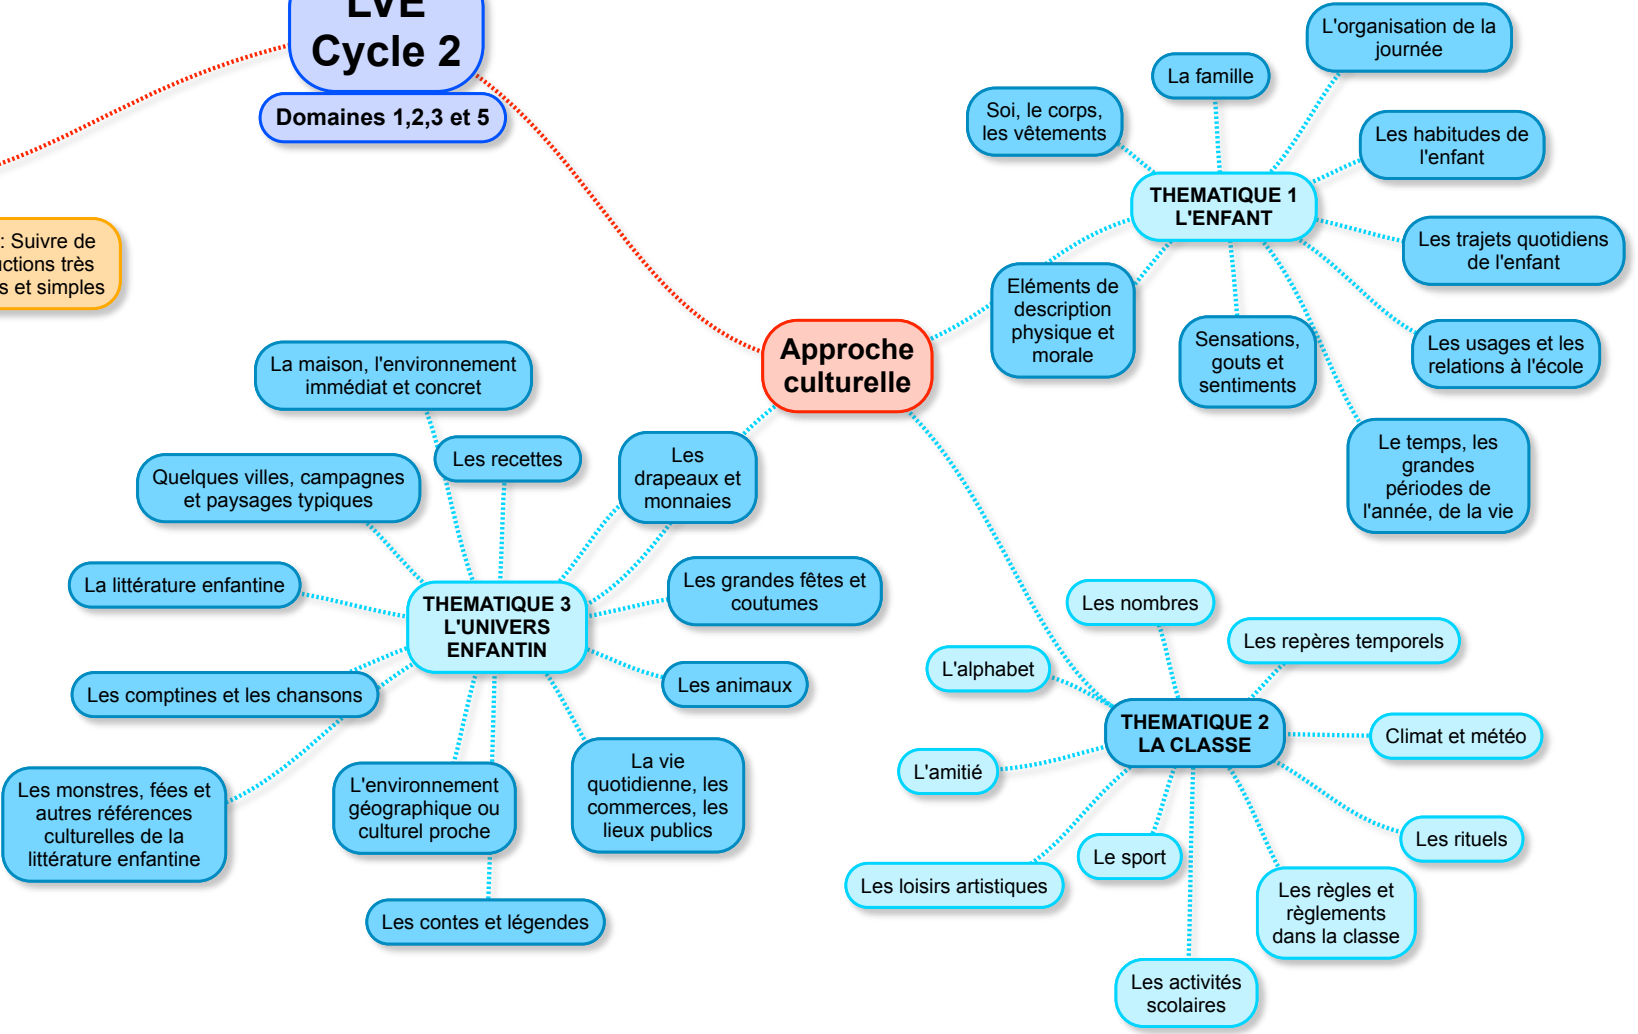 LVE
Cycle 2
Domaines 1,2,3 et 5
: Suivre de
ctions très
s et simples
Approche
culturelle
THEMATIQUE 1
L'ENFANT
Soi, le corps,
les vêtements
La famille
L'organisation de la
journée
Les habitudes de
l'enfant
Les trajets quotidiens
de l'enfant
Les usages et les
relations à l'école
Le temps, les
grandes
périodes de
l'année, de la vie
Sensations,
gouts et
sentiments
Eléments de
description
physique et
morale
THEMATIQUE 2
LA CLASSE
Les nombres
Les repères temporels
Climat et météo
Les rituels
Les règles et
règlements
dans la classe
Les activités
scolaires
Le sport
Les loisirs artistiques
L'amitié
L'alphabet
THEMATIQUE 3
L'UNIVERS
ENFANTIN
La maison, l'environnement
immédiat et concret
Les recettes
Les
drapeaux et
monnaies
Les grandes fêtes et
coutumes
Les animaux
La vie
quotidienne, les
commerces, les
lieux publics
Les contes et légendes
L'environnement
géographique ou
culturel proche
Les monstres, fées et
autres références
culturelles de la
littérature enfantine
Les comptines et les chansons
La littérature enfantine
Quelques villes, campagnes
et paysages typiques